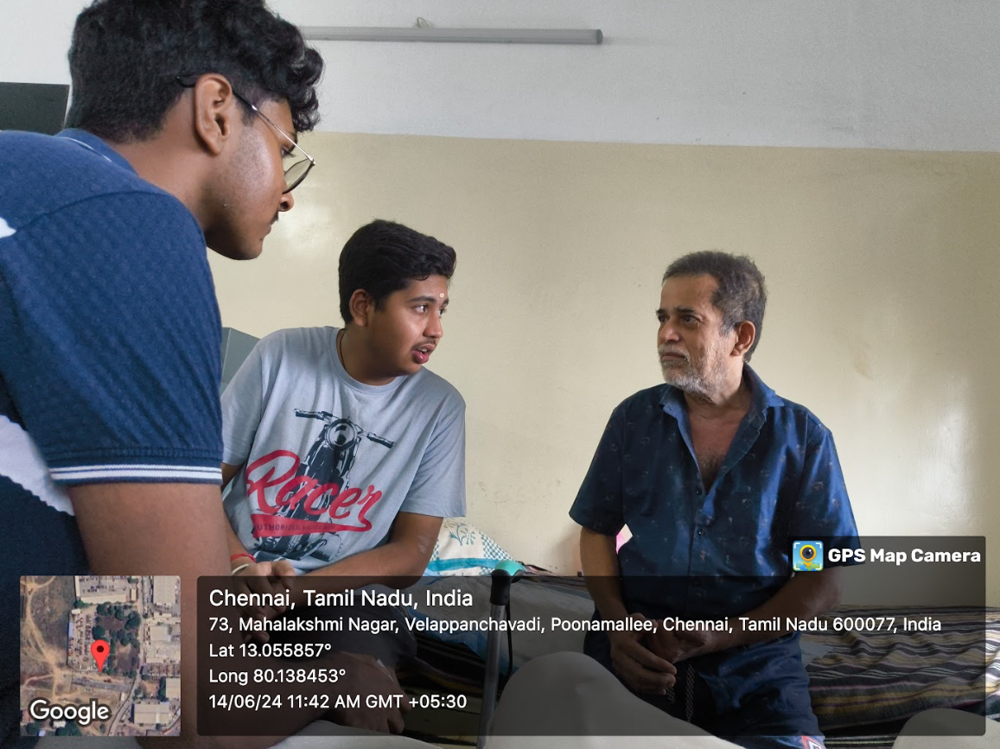 Racer
AUTHORIZED
GPS Map Camera
Chennai, Tamil Nadu, India
73, Mahalakshmi Nagar, Velappanchavadi, Poonamallee, Chennai, Tamil Nadu 600077, India
Lat 13.055857°
Long 80.138453°
14/06/24 11:42 AM GMT +05:30
Google